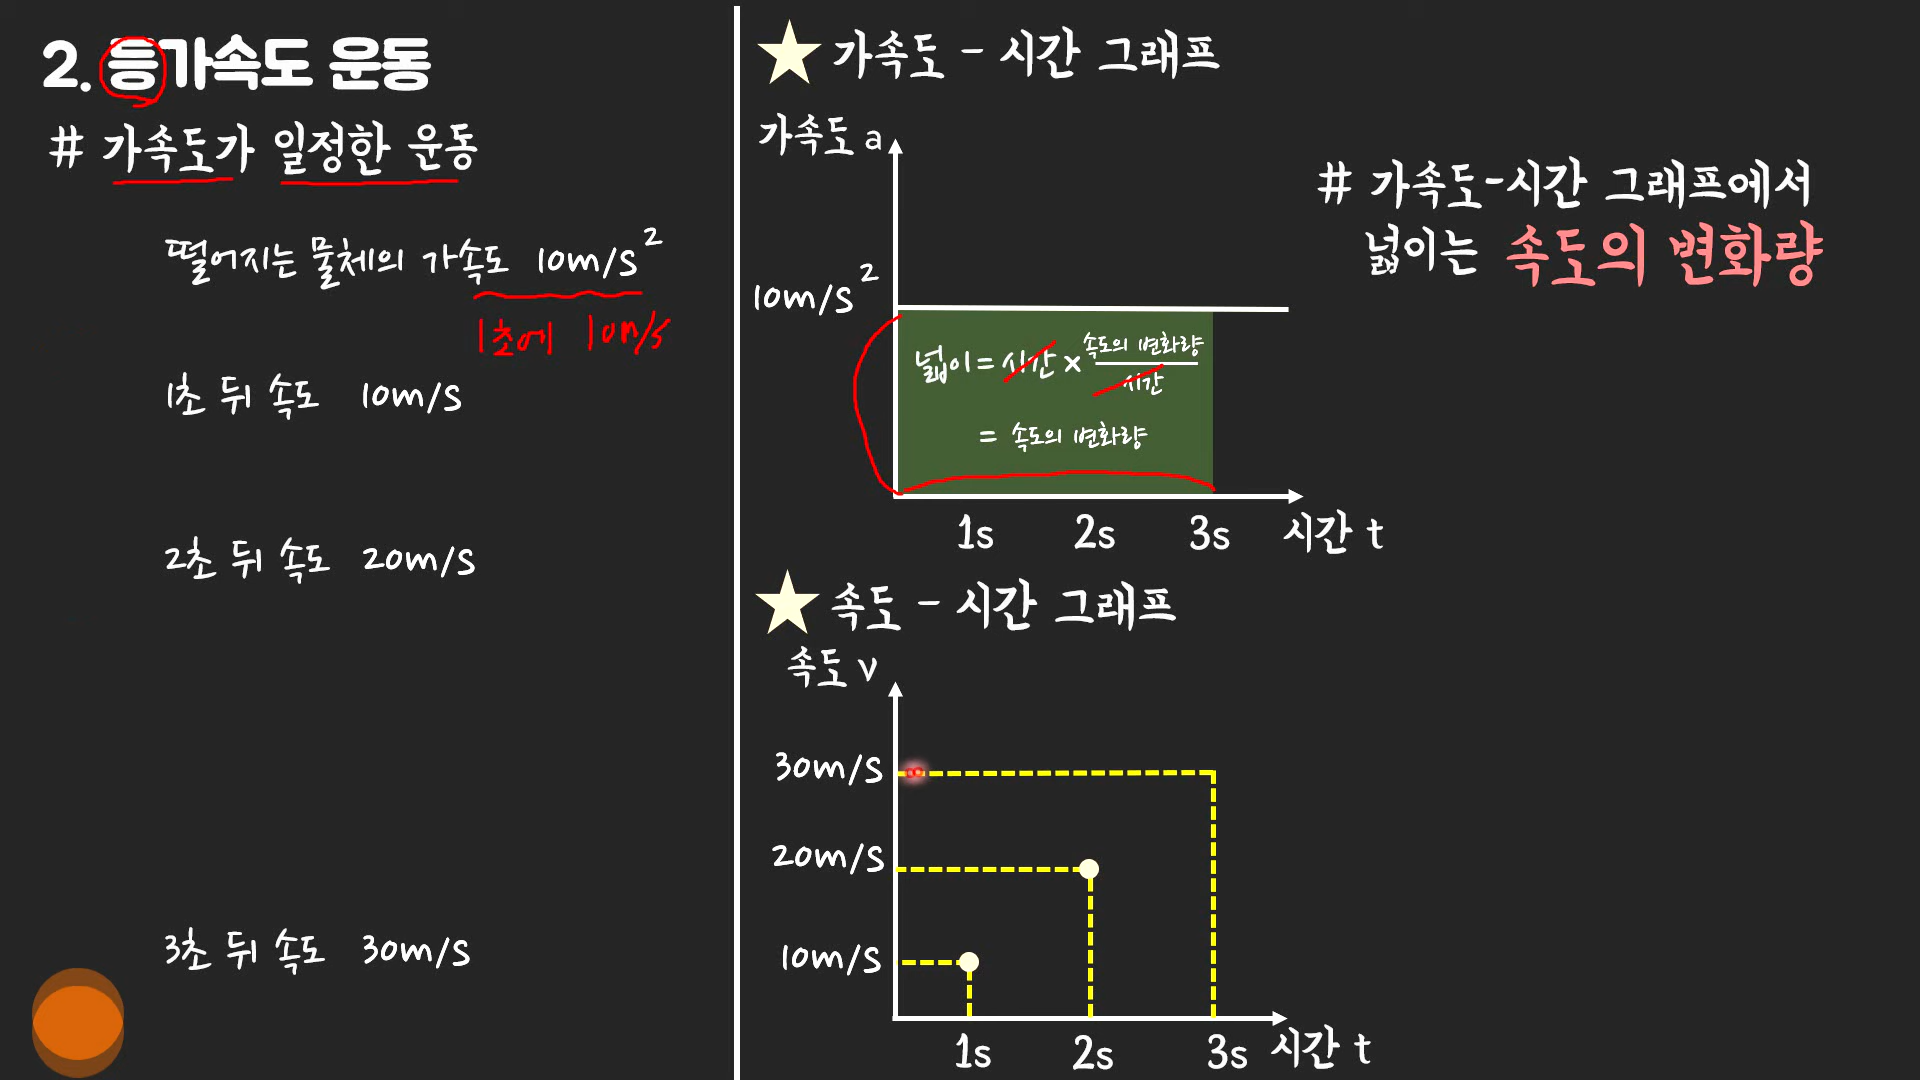 2. 등가속도 운동
# 가속도가 일정한 운동
떨어지는 물체의 가속도 10m/s²
1초에 10m/s
1초 뒤 속도 10m/s
2초 뒤 속도 20m/s
3초 뒤 속도 30m/s
가속도 - 시간 그래프
가속도 a
10m/s²
넓이 = 시간 x 속도의 변화량 / 시간
= 속도의 변화량
1s 2s 3s 시간 t
# 가속도-시간 그래프에서
넓이는 속도의 변화량
속도 - 시간 그래프
속도 v
30m/s
20m/s
10m/s
1s 2s 3s 시간 t